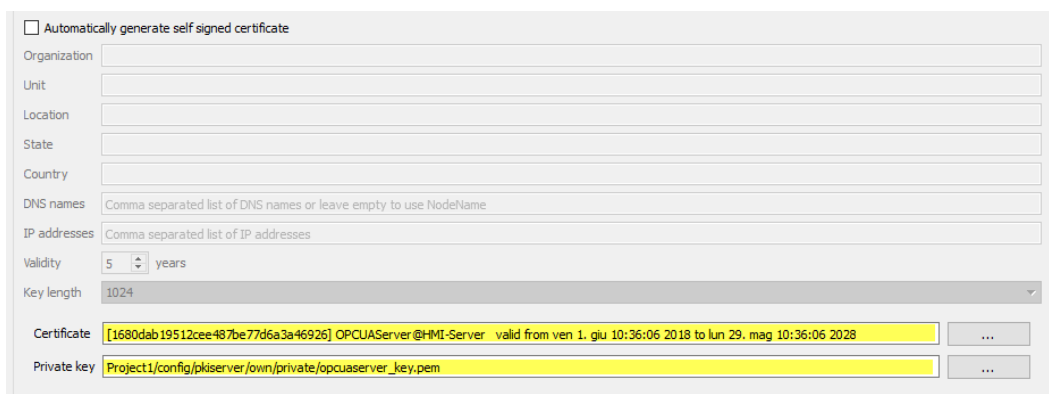 Automatically generate self signed certificate
Organization
Unit
Location
State
Country
DNS names Comma separated list of DNS names or leave empty to use NodeName
IP addresses Comma separated list of IP addresses
Validity 5 years
Key length 1024
Certificate [1680dab19512cee487be77d6a3a46926] OPCUAServer@HMI-Server valid from ven 1. giu 10:36:06 2018 to lun 29. mag 10:36:06 2028 ...
Private key Project1/config/pkiserver/own/private/opcuaserver_key.pem ...